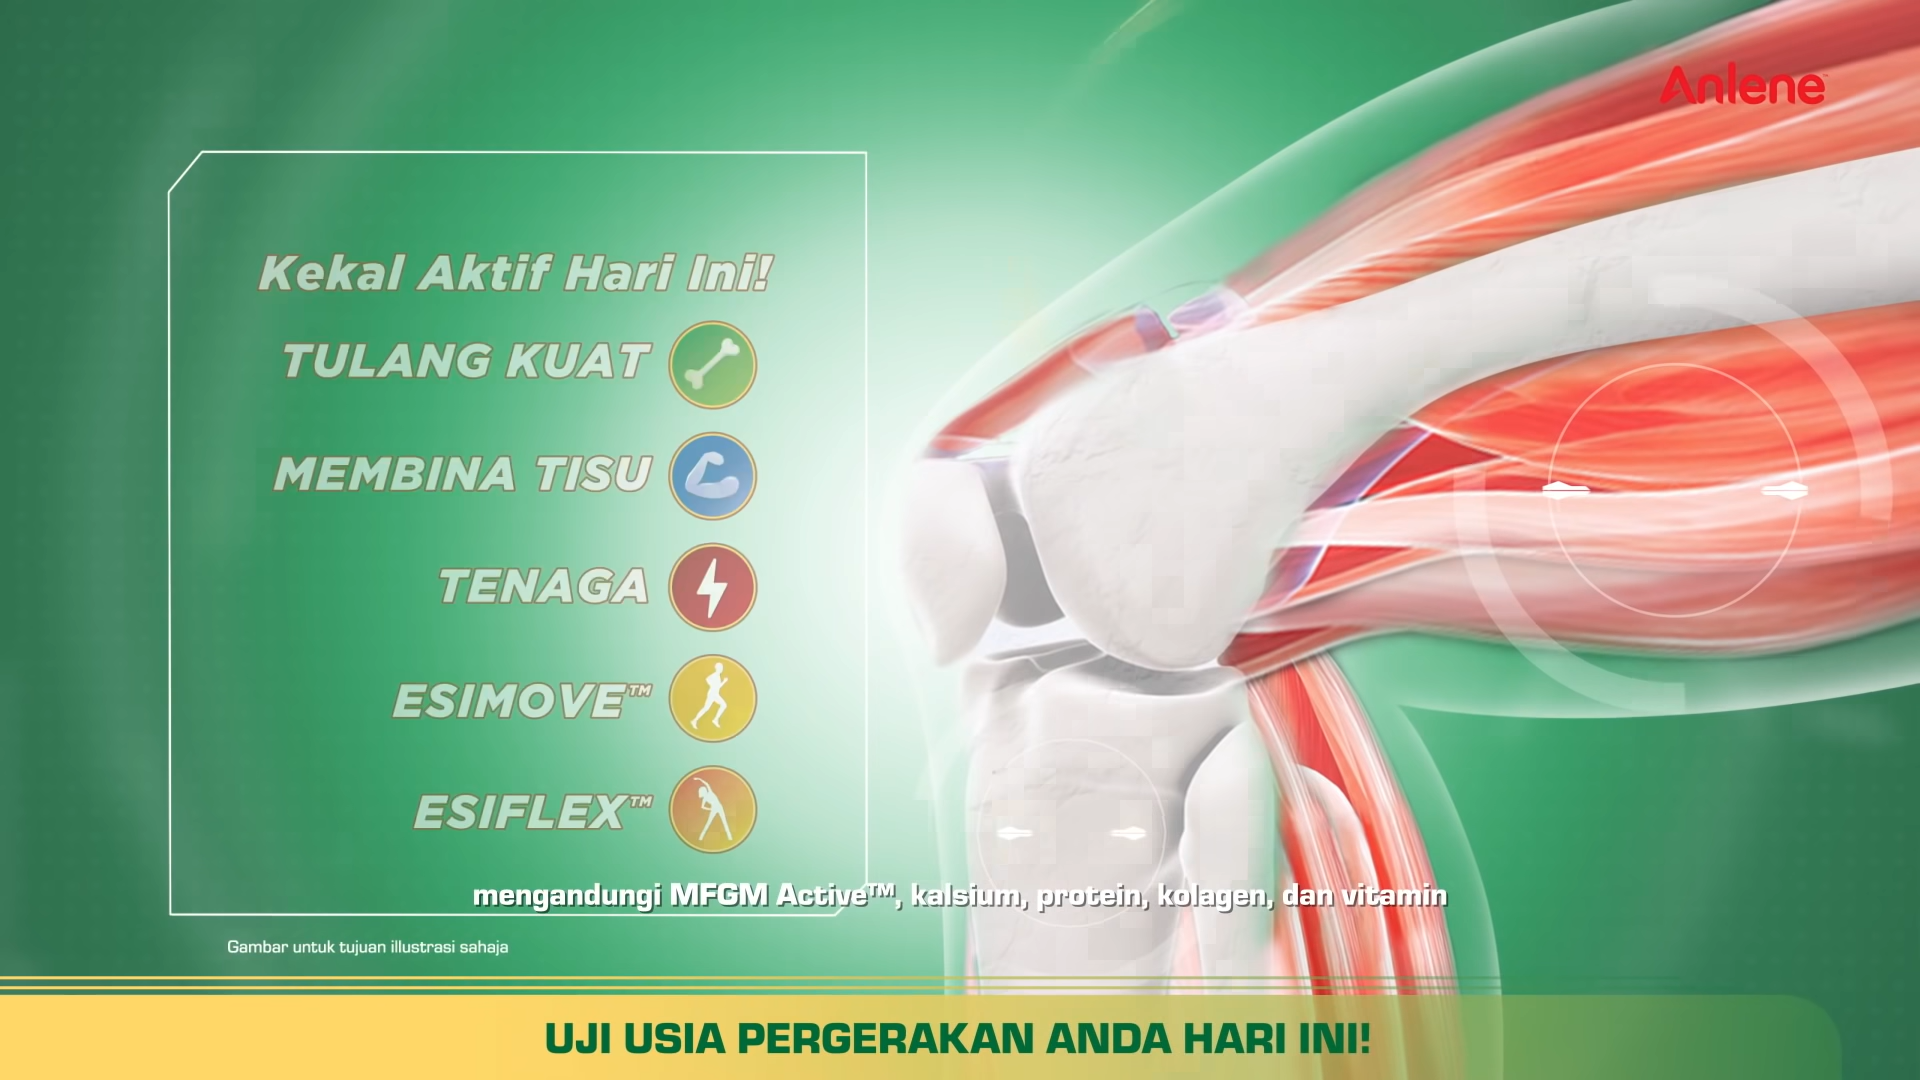 Anlene™
Kekal Aktif Hari Ini!
TULANG KUAT
MEMBINA TISU
TENAGA
ESIMOVE™
ESIFLEX™
mengandungi MFGM Active™, kalsium, protein, kolagen, dan vitamin
Gambar untuk tujuan illustrasi sahaja
UJI USIA PERGERAKAN ANDA HARI INI!